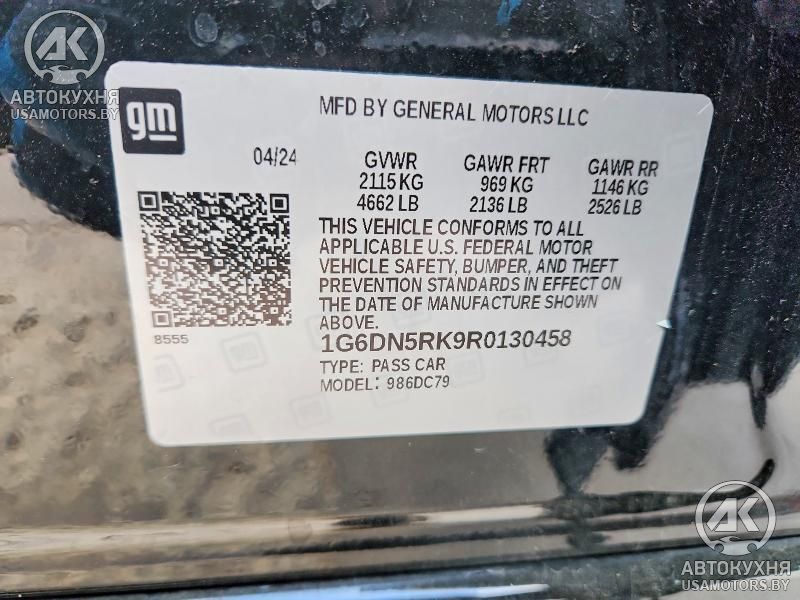 AK
АВТОКУХНЯ
USAMOTORS.BY
gm
MFD BY GENERAL MOTORS LLC
04/24
GVWR
2115 KG
4662 LB
GAWR FRT
969 KG
2136 LB
GAWR RR
1146 KG
2526 LB
THIS VEHICLE CONFORMS TO ALL
APPLICABLE U.S. FEDERAL MOTOR
VEHICLE SAFETY, BUMPER, AND THEFT
PREVENTION STANDARDS IN EFFECT ON
THE DATE OF MANUFACTURE SHOWN
ABOVE.
8555
1G6DN5RK9R0130458
TYPE: PASS CAR
MODEL: 986DC79
AK
АВТОКУХНЯ
USAMOTORS.BY